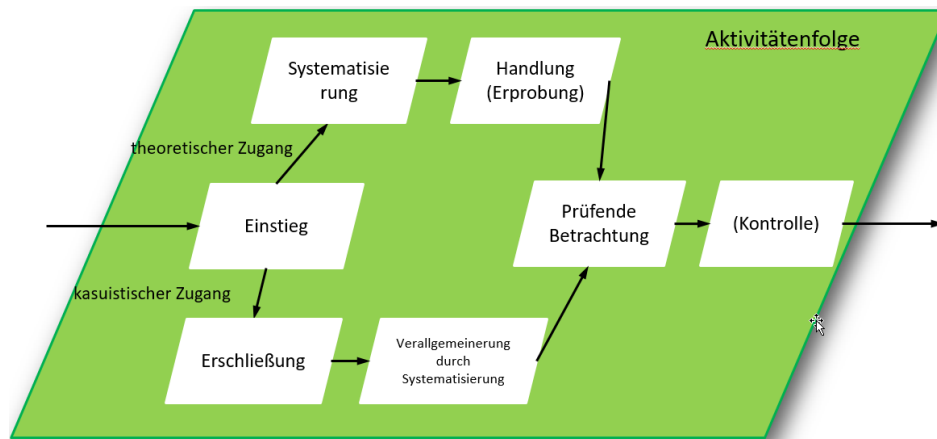 Aktivitätenfolge
Systematisie
rung
Handlung
(Erprobung)
theoretischer Zugang
Einstieg
Prüfende
Betrachtung
(Kontrolle)
kasuistischer Zugang
Erschließung
Verallgemeinerung
durch
Systematisierung